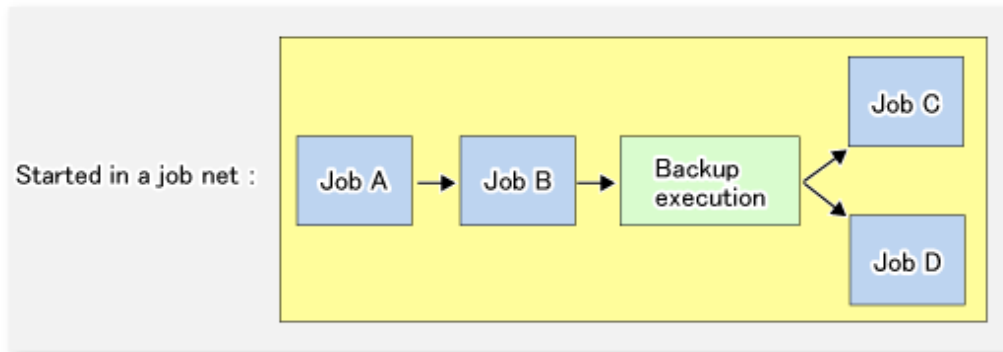 Started in a job net :
Job A
Job B
Backup
execution
Job C
Job D